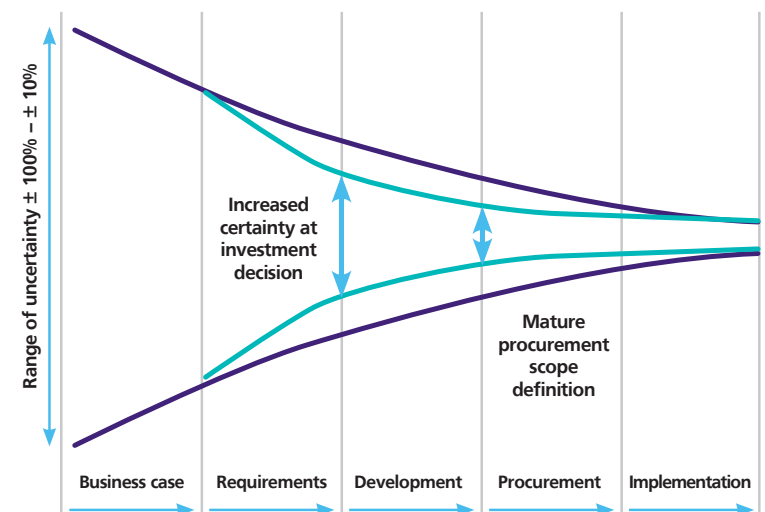 Range of uncertainty ± 100% – ± 10%
Increased
certainty at
investment
decision
Mature
procurement
scope
definition
Business case
Requirements
Development
Procurement
Implementation